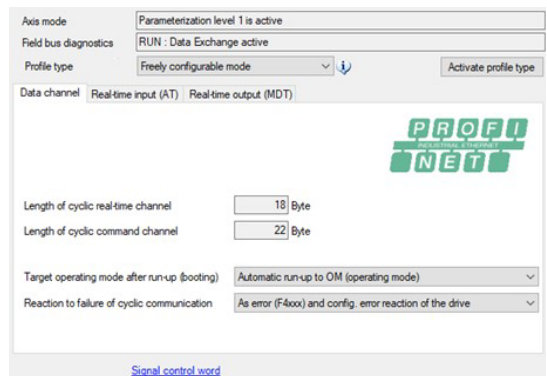 Axis mode Parameterization level 1 is active
Field bus diagnostics RUN : Data Exchange active
Profile type Freely configurable mode Activate profile type
Data channel Real-time input (AT) Real-time output (MDT)
PROFI
INDUSTRIAL ETHERNET
NET
Length of cyclic real-time channel 18 Byte
Length of cyclic command channel 22 Byte
Target operating mode after run-up (booting) Automatic run-up to OM (operating mode)
Reaction to failure of cyclic communication As error (F4xxx) and config. error reaction of the drive
Signal control word